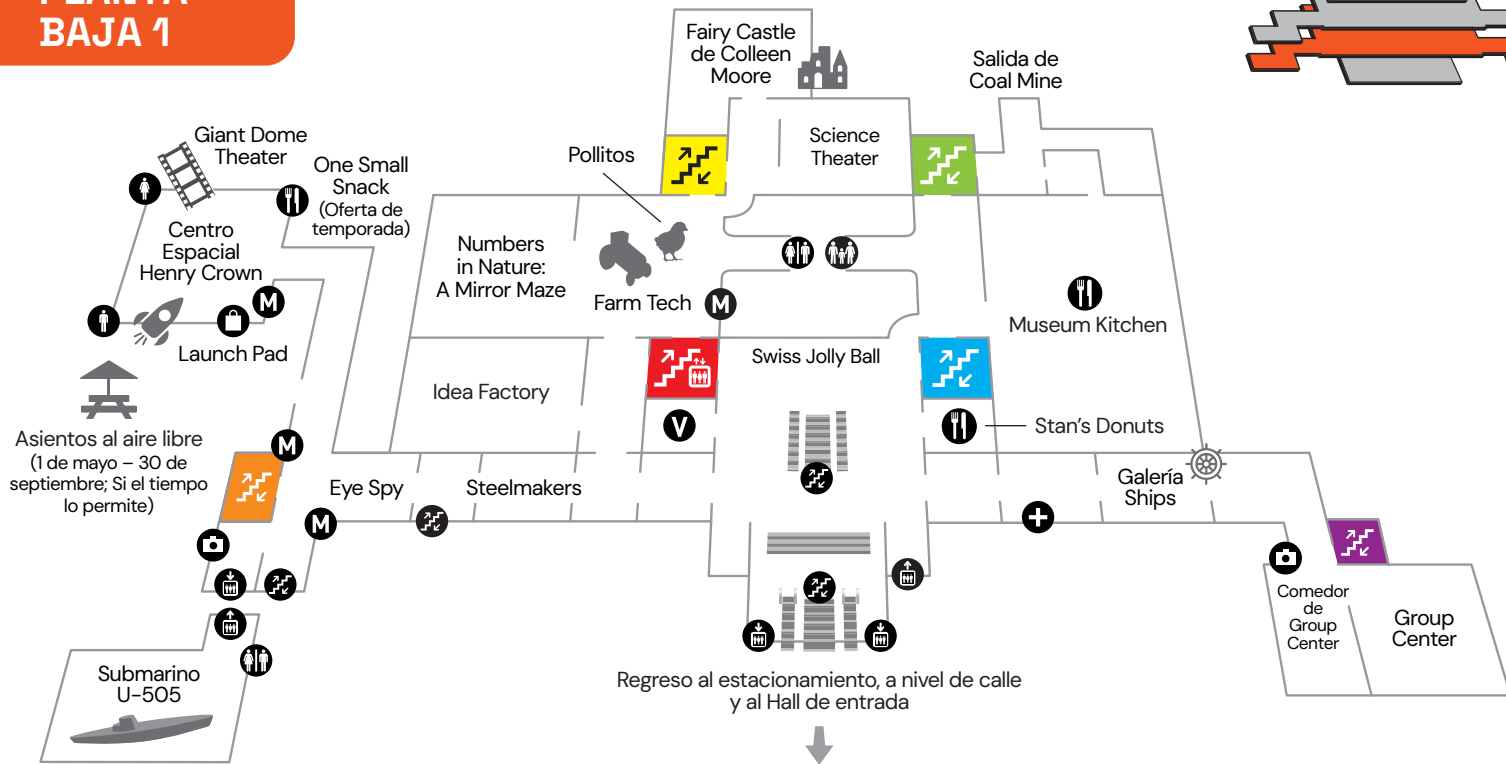 PLANTA
BAJA 1
Fairy Castle
de Colleen
Moore
Salida de
Coal Mine
Giant Dome
Theater
One Small
Snack
(Oferta de
temporada)
Pollitos
Science
Theater
Centro
Espacial
Henry Crown
M
Launch Pad
Numbers
in Nature:
A Mirror Maze
Farm Tech
M
Museum Kitchen
Swiss Jolly Ball
Idea Factory
V
Stan's Donuts
Asientos al aire libre
(1 de mayo – 30 de
septiembre; Si el tiempo
lo permite)
M
Eye Spy
M
Steelmakers
Galería
Ships
Comedor
de
Group
Center
Group
Center
Submarino
U-505
Regreso al estacionamiento, a nivel de calle
y al Hall de entrada